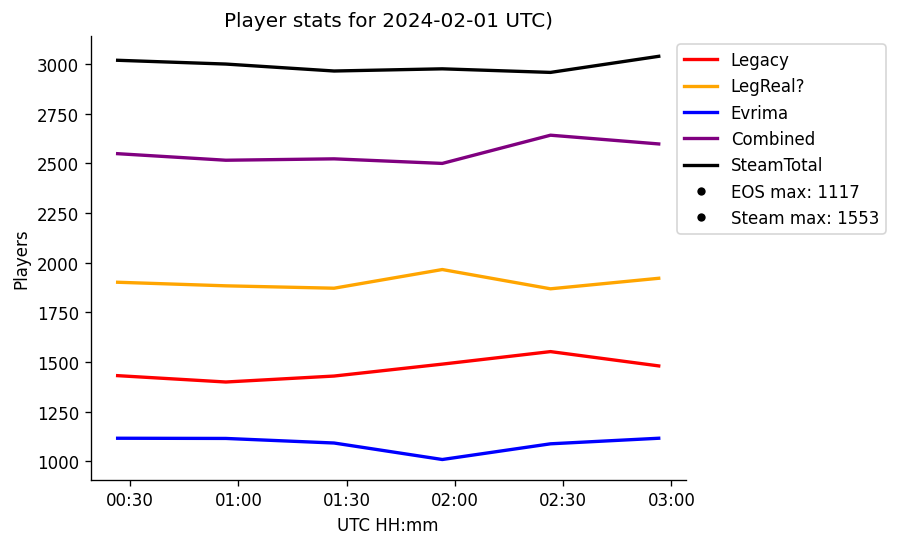 Player stats for 2024-02-01 UTC)
Legacy
LegReal?
Evrima
Combined
SteamTotal
EOS max: 1117
Steam max: 1553
Players
3000
2750
2500
2250
2000
1750
1500
1250
1000
00:30 01:00 01:30 02:00 02:30 03:00
UTC HH:mm